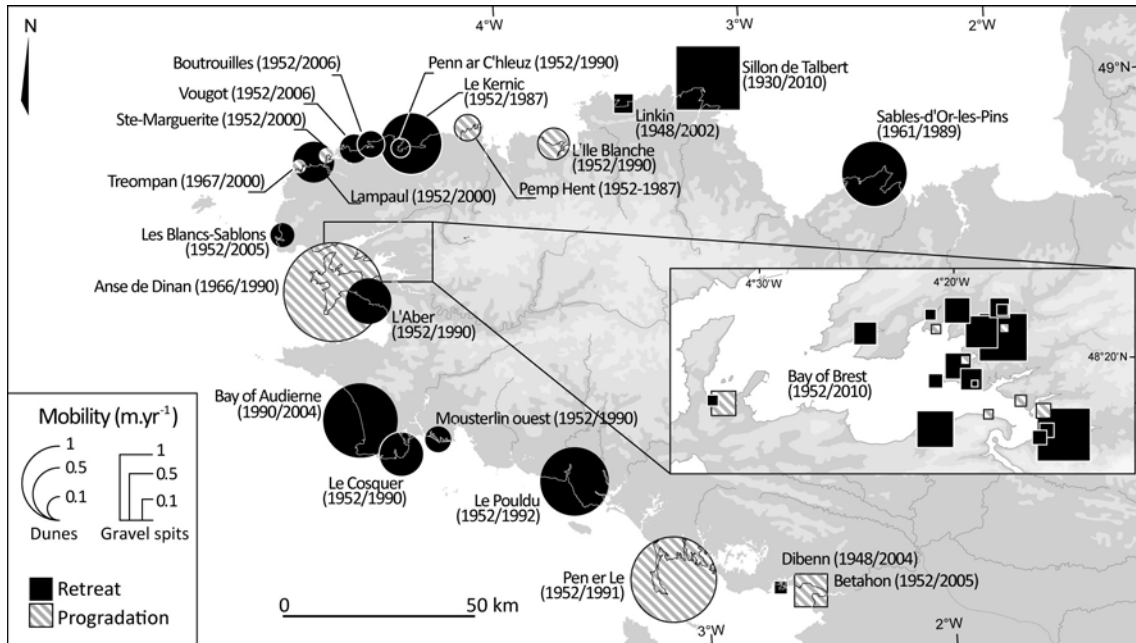 N
4°W
3°W
2°W
49°N
Boutrouilles (1952/2006)
Penn ar C'hleuz (1952/1990)
Le Kernic
(1952/1987)
Vougot (1952/2006)
Ste-Marguerite (1952/2000)
Treompan (1967/2000)
Lampaul (1952/2000)
Pemp Hent (1952-1987)
L'Ile Blanche
(1952/1990)
Linkin
(1948/2002)
Sillon de Talbert
(1930/2010)
Sables-d'Or-les-Pins
(1961/1989)
Les Blancs-Sablons
(1952/2005)
Anse de Dinan (1966/1990)
L'Aber
(1952/1990)
4°30 W
4°20 W
48°20 N
Bay of Brest
(1952/2010)
Bay of Audierne
(1990/2004)
Mousterlin ouest (1952/1990)
Le Cosquer
(1952/1990)
Le Pouldu
(1952/1992)
Pen er Le
(1952/1991)
Dibenn (1948/2004)
Betahon (1952/2005)
Mobility (m.yr⁻¹)
1
0.5
0.1
Dunes
1
0.5
0.1
Gravel spits
Retreat
Progradation
0
50 km
3°W
2°W
48°N